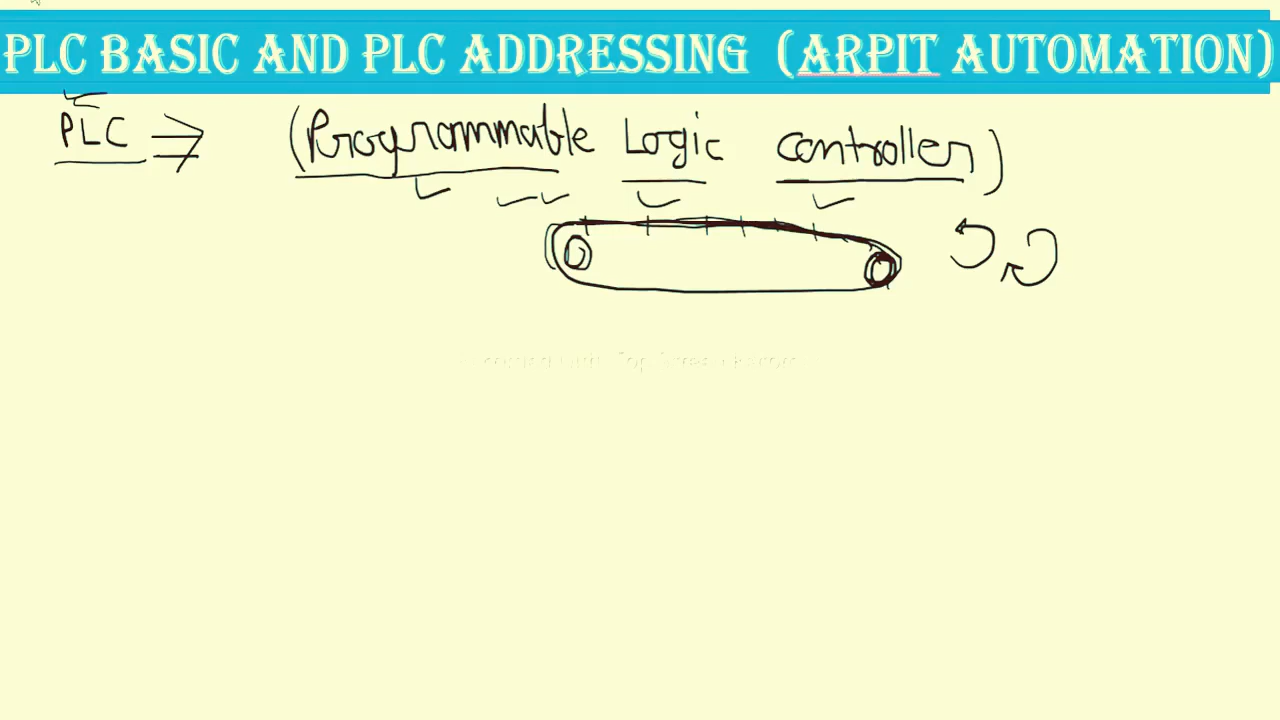 PLC BASIC AND PLC ADDRESSING (ARPIT AUTOMATION)
PLC ⇒ (Programmable Logic Controller)